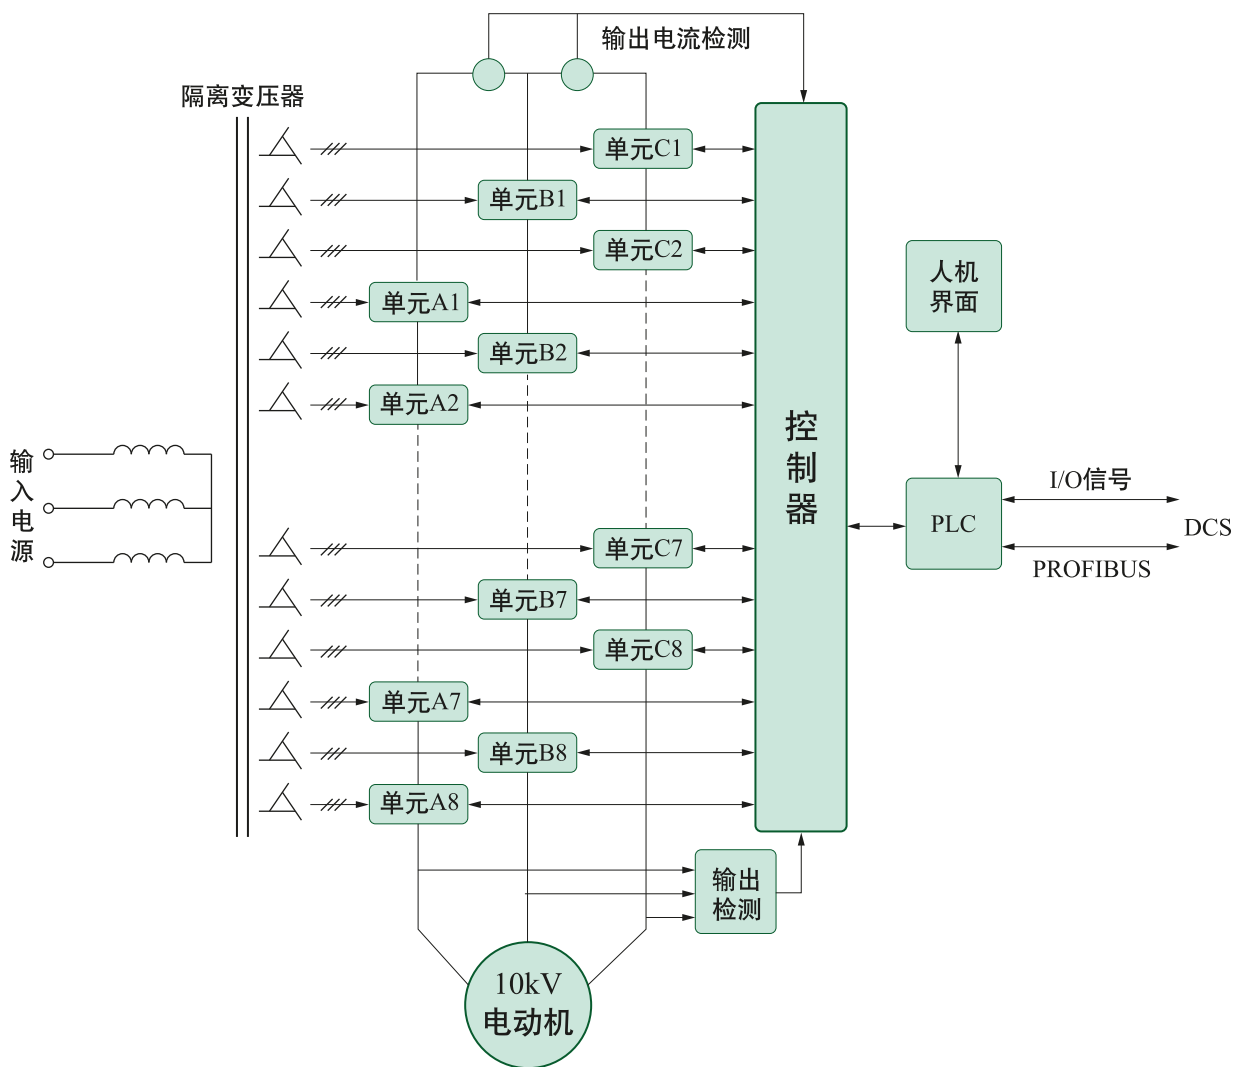 输出电流检测
隔离变压器
单元C1
单元B1
单元C2
单元A1
单元B2
单元A2
单元C7
单元B7
单元C8
单元A7
单元B8
单元A8
输入电源
控制器
人机
界面
PLC
I/O信号
DCS
PROFIBUS
输出
检测
10kV
电动机